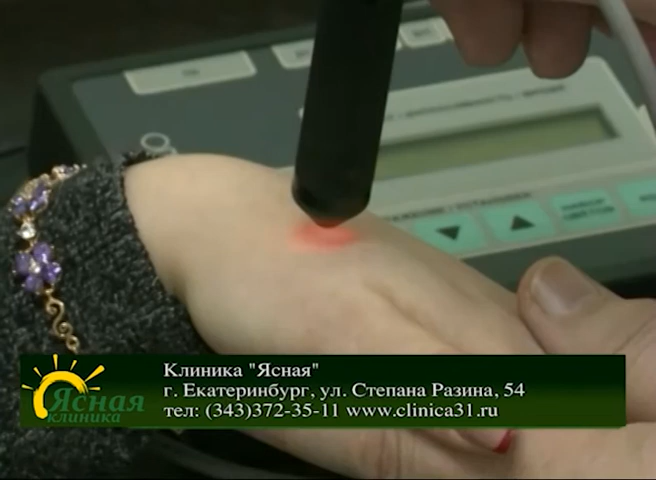 Клиника "Ясная"
г. Екатеринбург, ул. Степана Разина, 54
тел: (343)372-35-11 www.clinica31.ru
Ясная
клиника